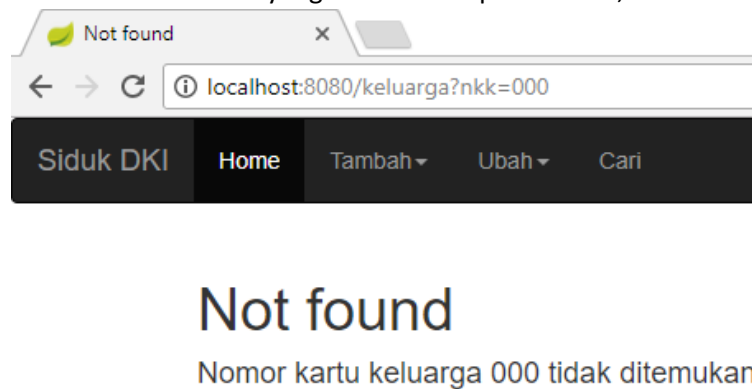 Not found
localhost:8080/keluarga?nkk=000
Siduk DKI Home Tambah Ubah Cari
Not found
Nomor kartu keluarga 000 tidak ditemukan